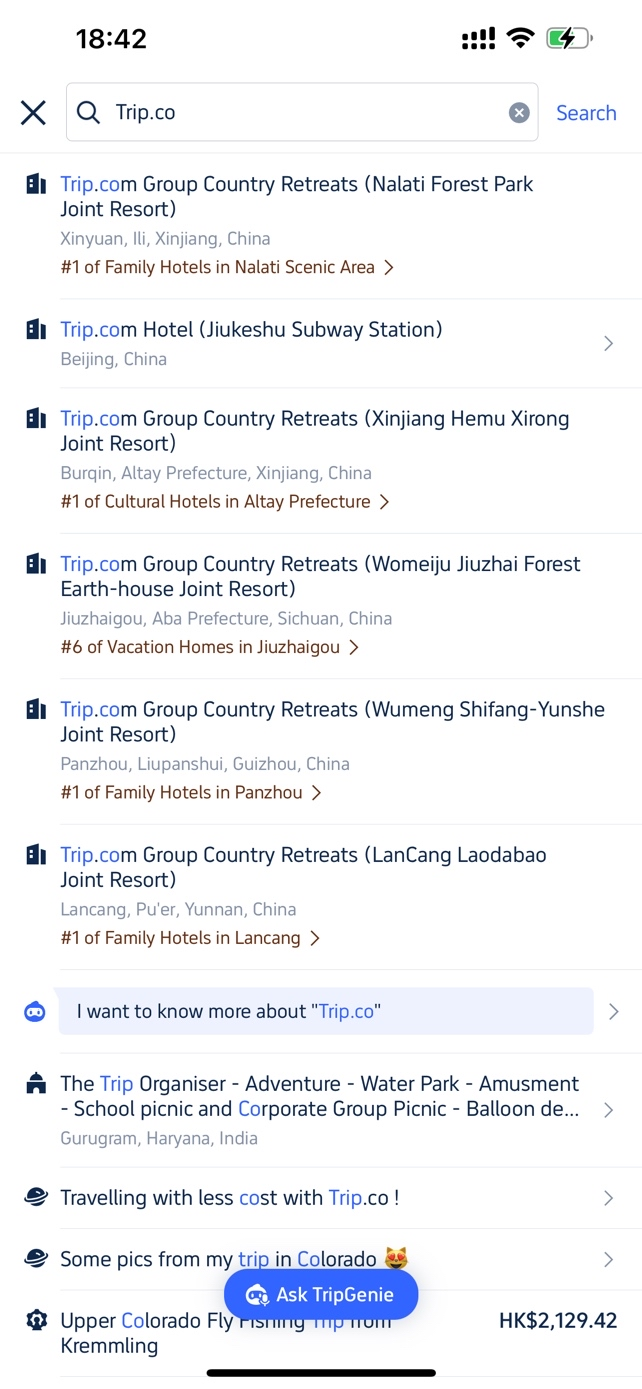 18:42
Trip.co
Search
Trip.com Group Country Retreats (Nalati Forest Park
Joint Resort)
Xinyuan, Ili, Xinjiang, China
#1 of Family Hotels in Nalati Scenic Area
Trip.com Hotel (Jiukeshu Subway Station)
Beijing, China
Trip.com Group Country Retreats (Xinjiang Hemu Xirong
Joint Resort)
Burqin, Altay Prefecture, Xinjiang, China
#1 of Cultural Hotels in Altay Prefecture
Trip.com Group Country Retreats (Womeiju Jiuzhai Forest
Earth-house Joint Resort)
Jiuzhaigou, Aba Prefecture, Sichuan, China
#6 of Vacation Homes in Jiuzhaigou
Trip.com Group Country Retreats (Wumeng Shifang-Yunshe
Joint Resort)
Panzhou, Liupanshui, Guizhou, China
#1 of Family Hotels in Panzhou
Trip.com Group Country Retreats (LanCang Laodabao
Joint Resort)
Lancang, Pu'er, Yunnan, China
#1 of Family Hotels in Lancang
I want to know more about "Trip.co"
The Trip Organiser - Adventure - Water Park - Amusment
- School picnic and Corporate Group Picnic - Balloon de...
Gurugram, Haryana, India
Travelling with less cost with Trip.co !
Some pics from my trip in Colorado 😻
Ask TripGenie
Upper Colorado Fly Fishing Trip from
Kremmling
HK$2,129.42